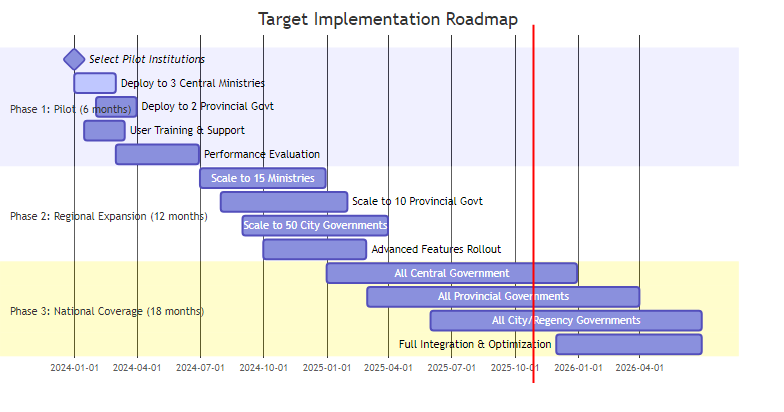 Target Implementation Roadmap
Select Pilot Institutions
Deploy to 3 Central Ministries
Phase 1: Pilot (6 months)
Deploy to 2 Provincial Govt
User Training & Support
Performance Evaluation
Scale to 15 Ministries
Scale to 10 Provincial Govt
Phase 2: Regional Expansion (12 months)
Scale to 50 City Governments
Advanced Features Rollout
All Central Government
All Provincial Governments
Phase 3: National Coverage (18 months)
All City/Regency Governments
Full Integration & Optimization
2024-01-01 2024-04-01 2024-07-01 2024-10-01 2025-01-01 2025-04-01 2025-07-01 2025-10-01 2026-01-01 2026-04-01